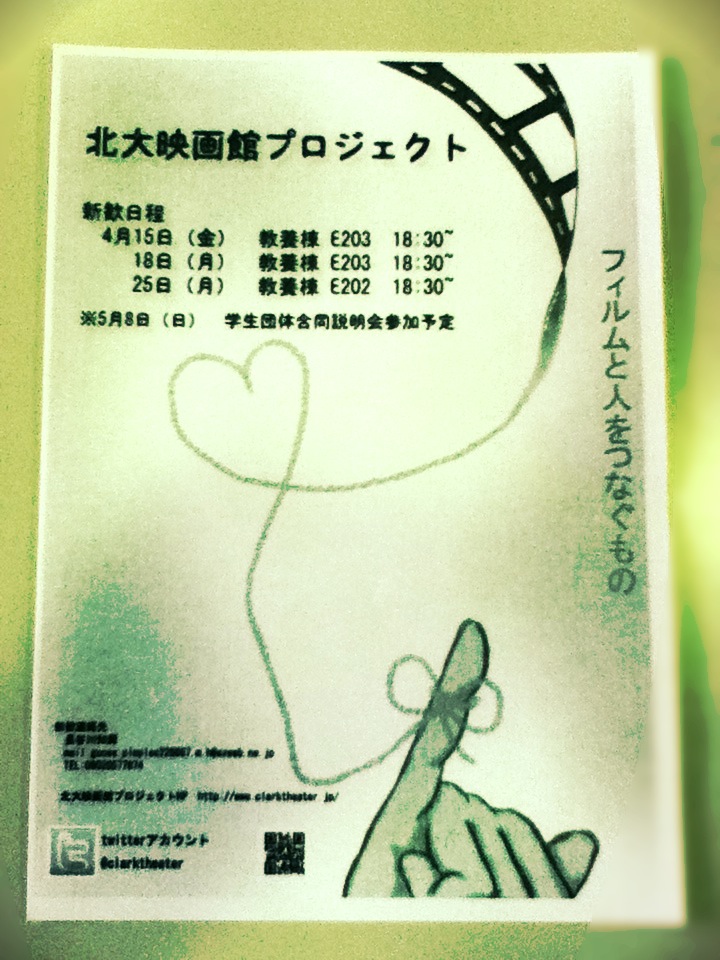 北大映画館プロジェクト
新歓日程
4月15日（金） 教養棟 E203 18:30~
18日（月） 教養棟 E203 18:30~
25日（月） 教養棟 E202 18:30~
※5月8日（日） 学生団体合同説明会参加予定
フィルムと人をつなぐもの
北大映画館プロジェクトHP http://www.clarktheater.jp/
twitterアカウント
@clarktheater